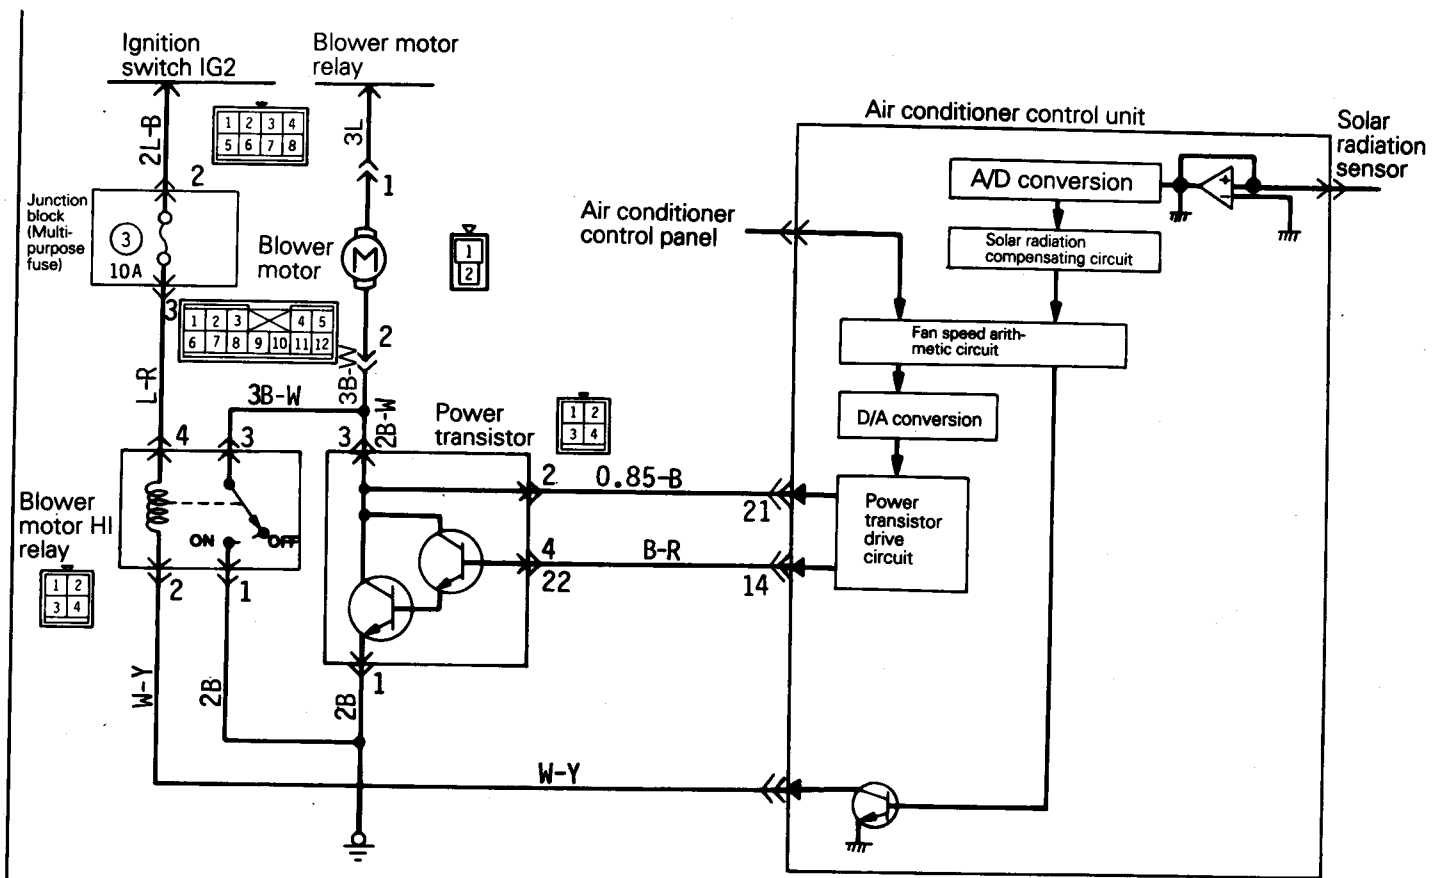 Ignition
switch IG2
Blower motor
relay
2L-B
1 2 3 4
5 6 7 8
3L
2
1
Junction
block
(Multi-
purpose
fuse)
3
10A
3
Blower
motor
M
1
2
1 2 3 4 5
6 7 8 9 10 11 12
2
L-R
3B-W
3B-W
2B-W
4
3
3
Power
transistor
1 2
3 4
Blower
motor HI
relay
ON
OFF
1 2
3 4
2
1
2
0.85-B
21
4
22
B-R
14
1
W-Y
2B
2B
W-Y
Air conditioner control unit
Solar
radiation
sensor
A/D conversion
+
−
Air conditioner
control panel
Solar radiation
compensating circuit
Fan speed arith-
metic circuit
D/A conversion
Power
transistor
drive
circuit